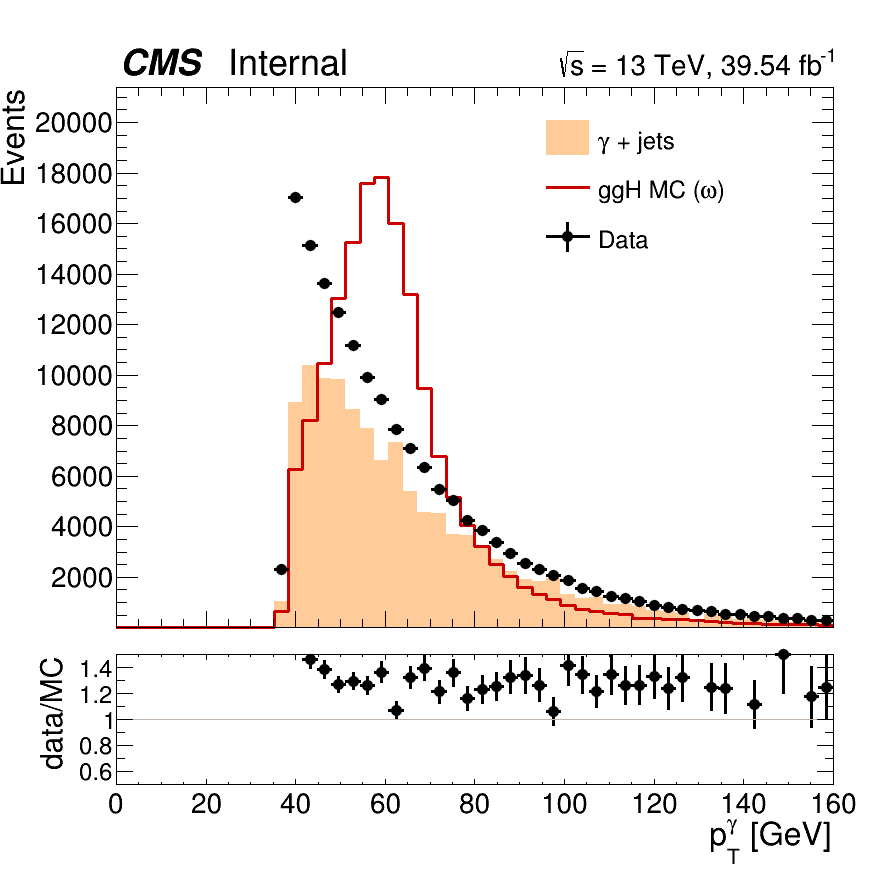 CMS Internal
√s = 13 TeV, 39.54 fb⁻¹
Events
20000
18000
16000
14000
12000
10000
8000
6000
4000
2000
γ + jets
ggH MC (ω)
Data
data/MC
1.4
1.2
1
0.8
0.6
0 20 40 60 80 100 120 140 160
p_T^γ [GeV]